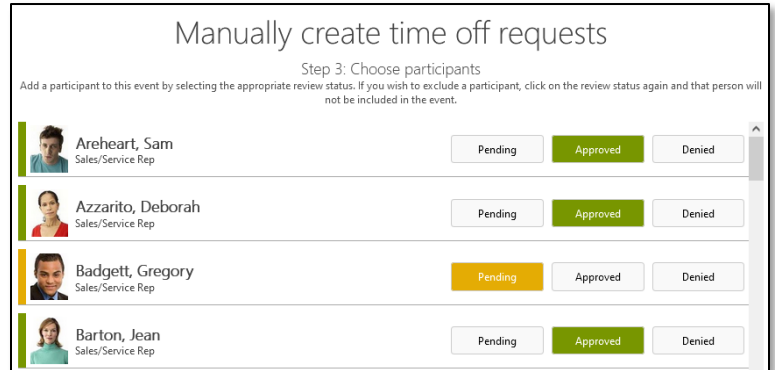 Manually create time off requests
Step 3: Choose participants
Add a participant to this event by selecting the appropriate review status. If you wish to exclude a participant, click on the review status again and that person will
not be included in the event.
Areheart, Sam
Sales/Service Rep
Pending Approved Denied
Azzarito, Deborah
Sales/Service Rep
Pending Approved Denied
Badgett, Gregory
Sales/Service Rep
Pending Approved Denied
Barton, Jean
Sales/Service Rep
Pending Approved Denied